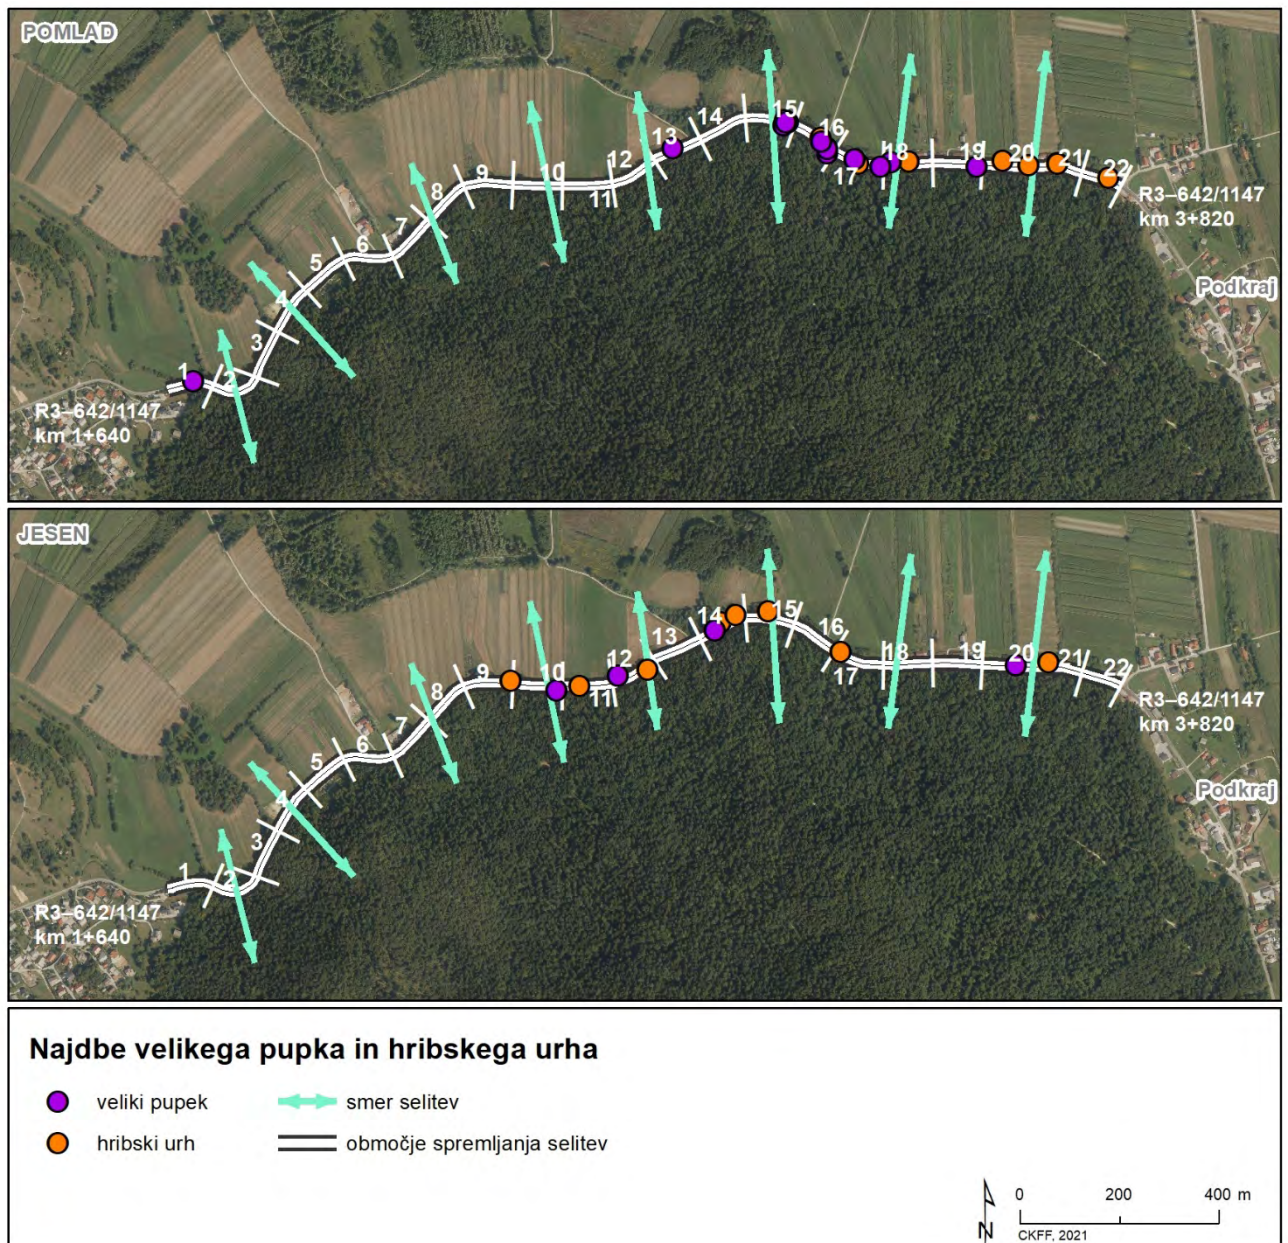 POMLAD
1
2
3
4
5
6
7
8
9
10
11
12
13
14
15
16
17
18
19
20
21
22
R3–642/1147
km 1+640
R3–642/1147
km 3+820
Podkraj
JESEN
1
2
3
4
5
6
7
8
9
10
11
12
13
14
15
16
17
18
19
20
21
22
R3–642/1147
km 1+640
R3–642/1147
km 3+820
Podkraj
Najdbe velikega pupka in hribskega urha
veliki pupek
smer selitev
hribski urh
območje spremljanja selitev
N
0 200 400 m
CKFF, 2021